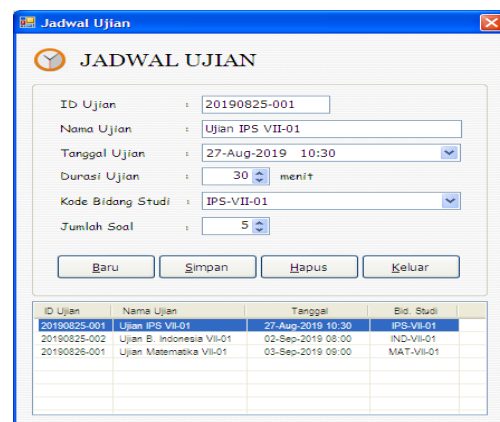 Jadwal Ujian
JADWAL UJIAN
ID Ujian : 20190825-001
Nama Ujian : Ujian IPS VII-01
Tanggal Ujian : 27-Aug-2019 10:30
Durasi Ujian : 30 menit
Kode Bidang Studi : IPS-VII-01
Jumlah Soal : 5
Baru Simpan Hapus Keluar
ID Ujian Nama Ujian Tanggal Bid. Studi
20190825-001 Ujian IPS VII-01 27-Aug-2019 10:30 IPS-VII-01
20190825-002 Ujian B. Indonesia VII-01 02-Sep-2019 08:00 IND-VII-01
20190826-001 Ujian Matematika VII-01 03-Sep-2019 09:00 MAT-VII-01